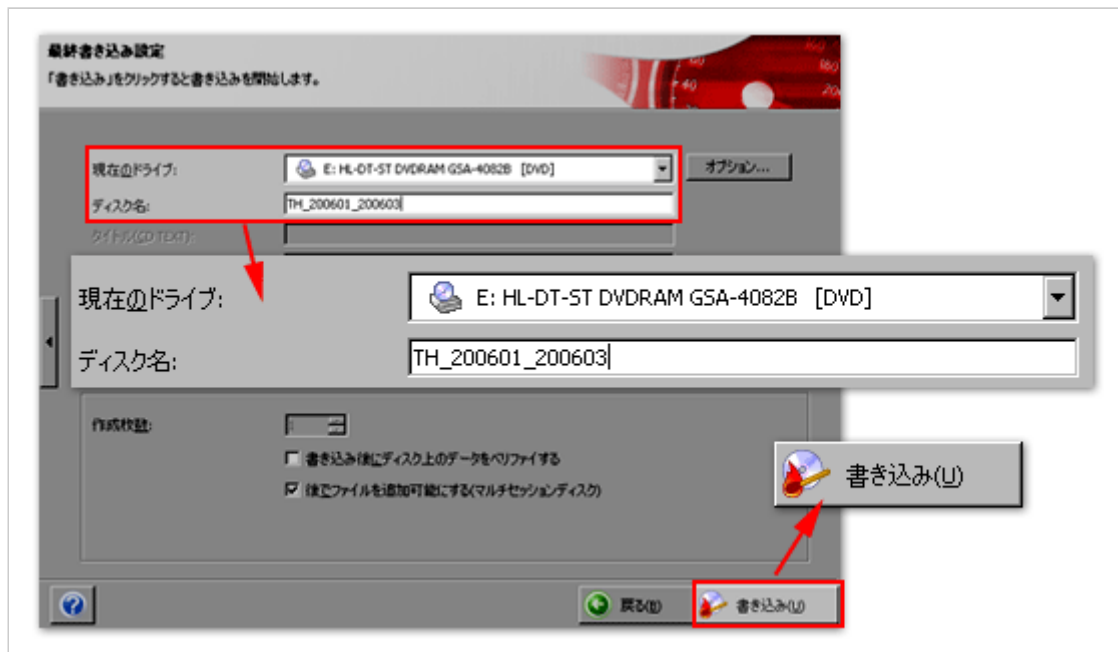 最終書き込み設定
「書き込み」をクリックすると書き込みを開始します。
現在のドライブ: E: HL-DT-ST DVDRAM GSA-4082B [DVD] オプション...
ディスク名: TH_200601_200603
タイトル(CD TEXT):
現在のドライブ: E: HL-DT-ST DVDRAM GSA-4082B [DVD]
ディスク名: TH_200601_200603
作成枚数:
書き込み後にディスク上のデータをベリファイする
後でファイルを追加可能にする(マルチセッションディスク)
書き込み(U)
戻る(B) 書き込み(U)